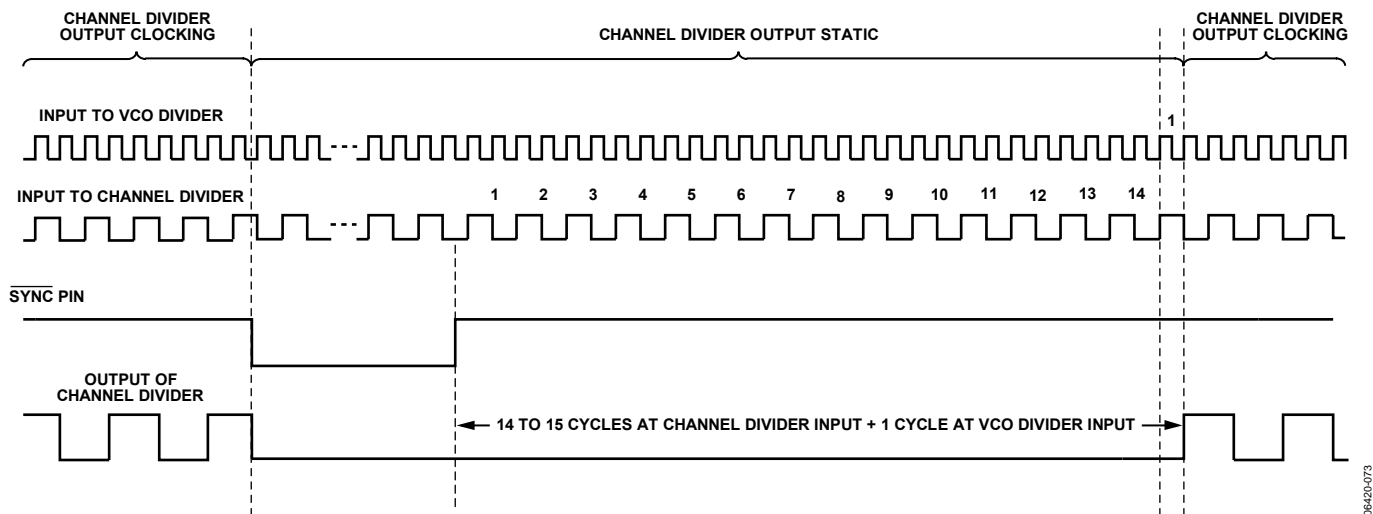 CHANNEL DIVIDER
OUTPUT CLOCKING
CHANNEL DIVIDER OUTPUT STATIC
CHANNEL DIVIDER
OUTPUT CLOCKING
INPUT TO VCO DIVIDER
1
INPUT TO CHANNEL DIVIDER
1 2 3 4 5 6 7 8 9 10 11 12 13 14
SYNC PIN
OUTPUT OF
CHANNEL DIVIDER
14 TO 15 CYCLES AT CHANNEL DIVIDER INPUT + 1 CYCLE AT VCO DIVIDER INPUT
06420-073